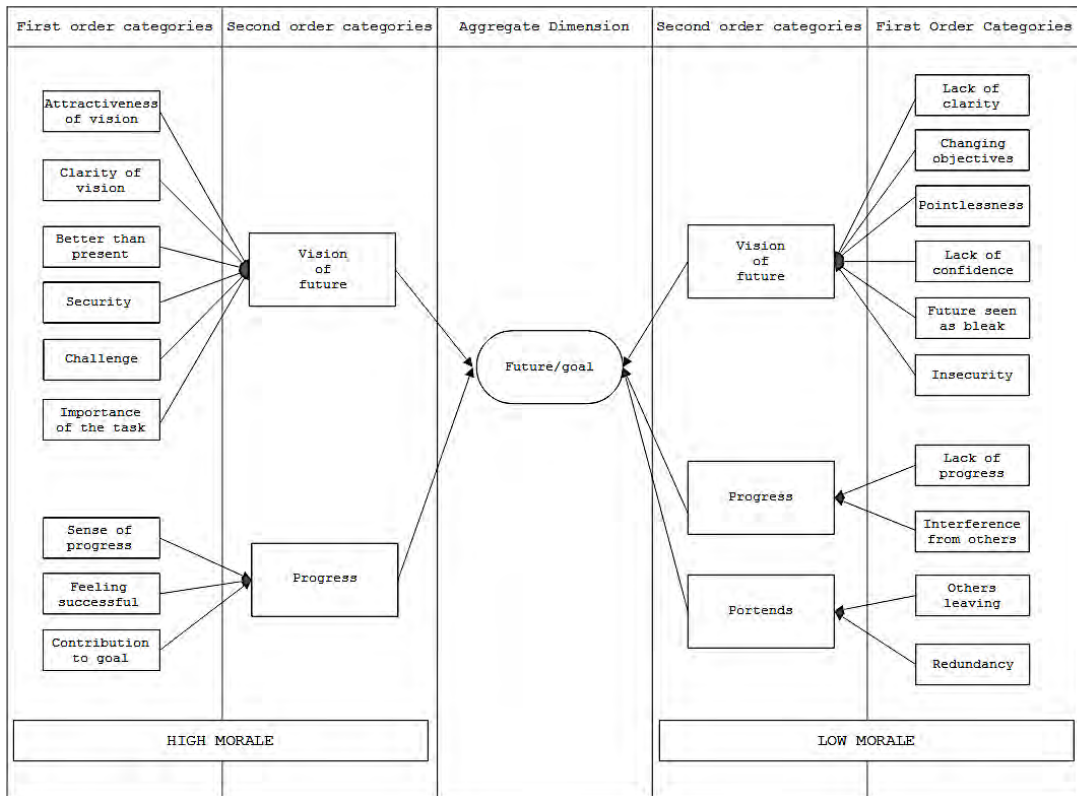 First order categories
Second order categories
Aggregate Dimension
Second order categories
First Order Categories
Attractiveness
of vision
Clarity of
vision
Better than
present
Security
Challenge
Importance
of the task
Sense of
progress
Feeling
successful
Contribution
to goal
Vision
of
future
Progress
Future/goal
Vision
of
future
Progress
Portends
Lack of
clarity
Changing
objectives
Pointlessness
Lack of
confidence
Future seen
as bleak
Insecurity
Lack of
progress
Interference
from others
Others
leaving
Redundancy
HIGH MORALE
LOW MORALE